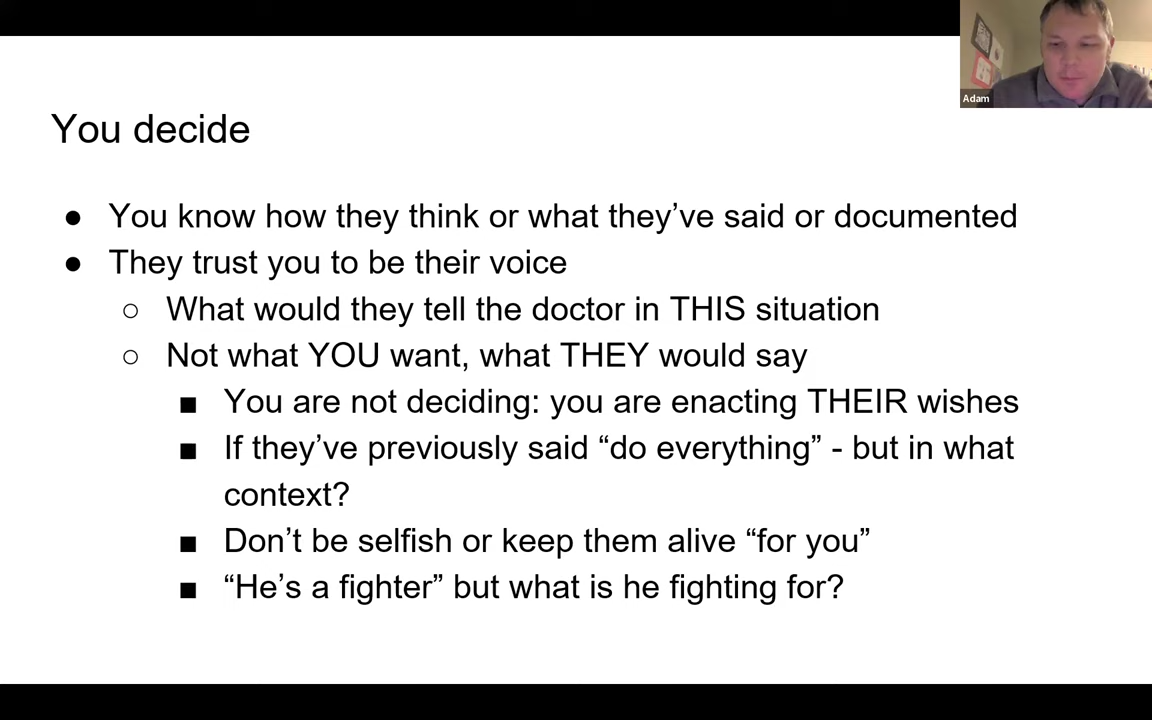 Adam
You decide
● You know how they think or what they’ve said or documented
● They trust you to be their voice
○ What would they tell the doctor in THIS situation
○ Not what YOU want, what THEY would say
■ You are not deciding: you are enacting THEIR wishes
■ If they’ve previously said “do everything” - but in what
context?
■ Don’t be selfish or keep them alive “for you”
■ “He’s a fighter” but what is he fighting for?